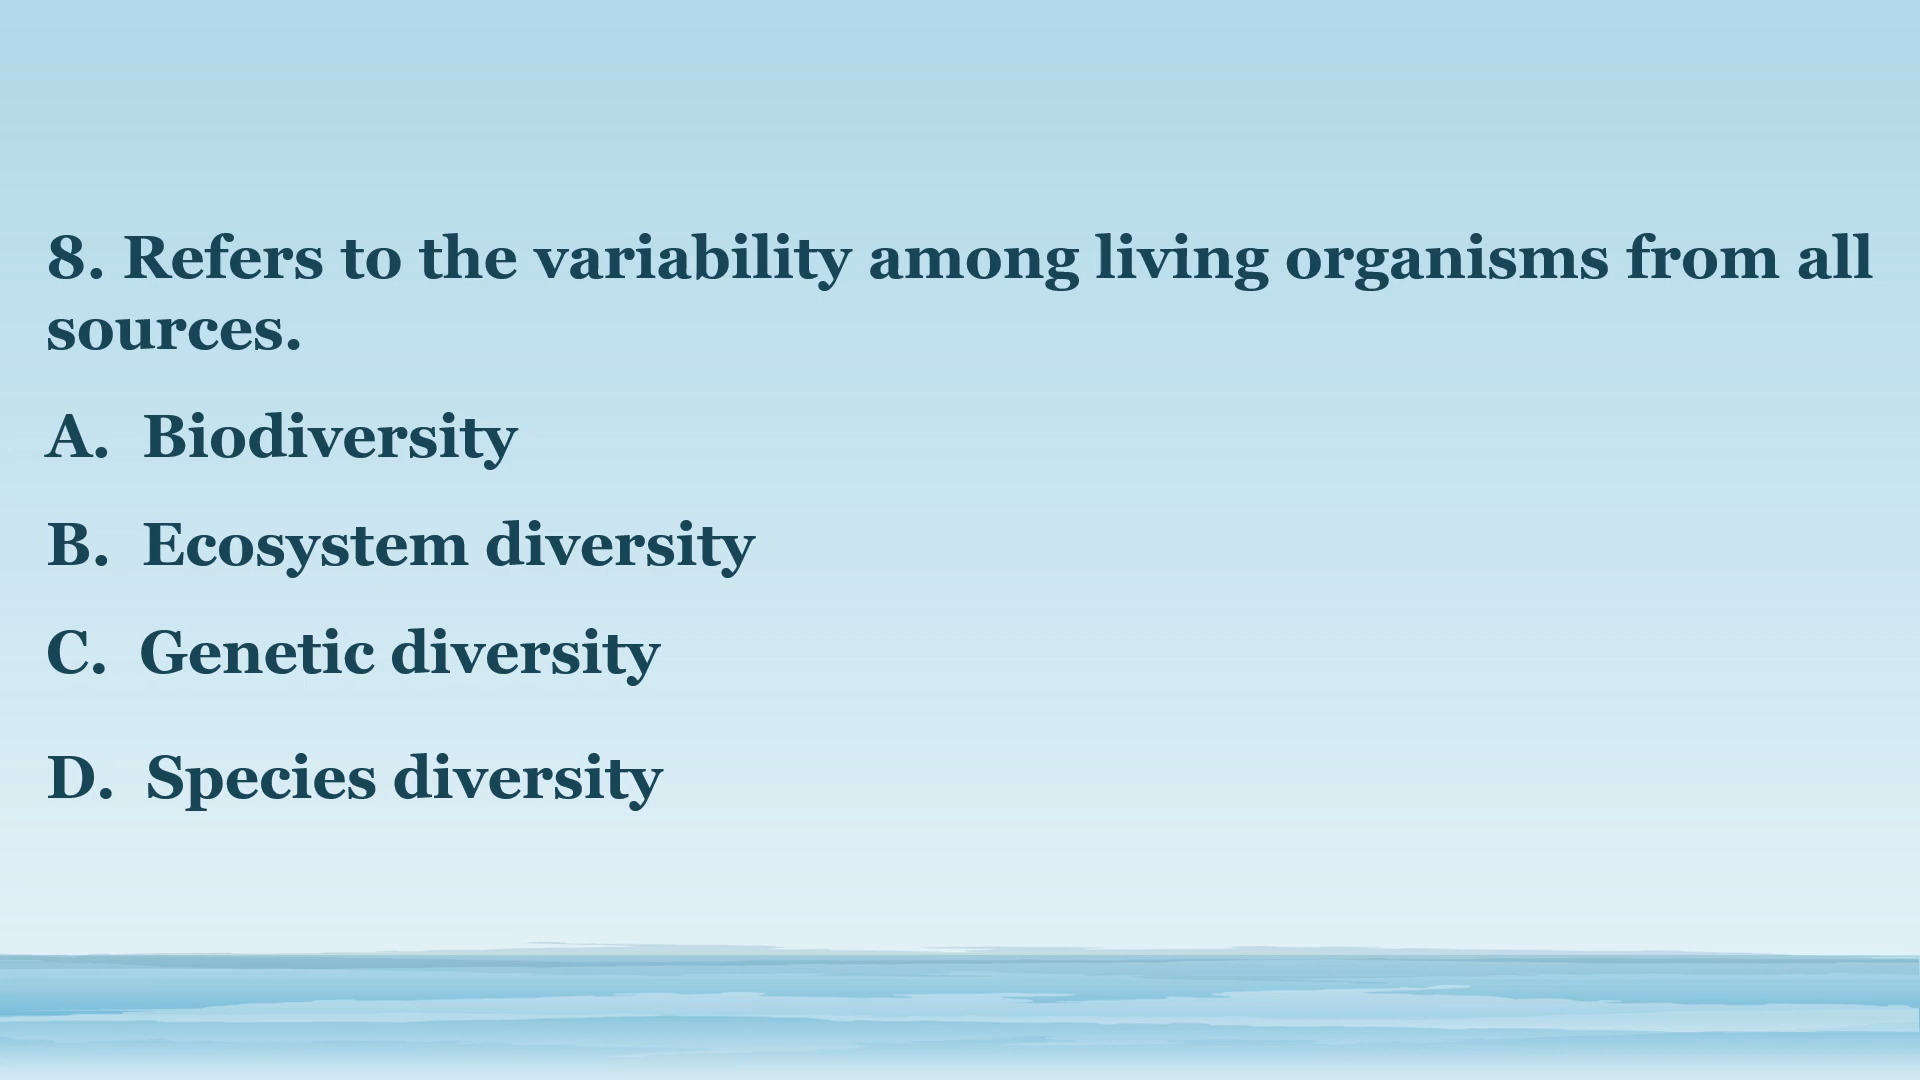 8. Refers to the variability among living organisms from all
sources.
A. Biodiversity
B. Ecosystem diversity
C. Genetic diversity
D. Species diversity